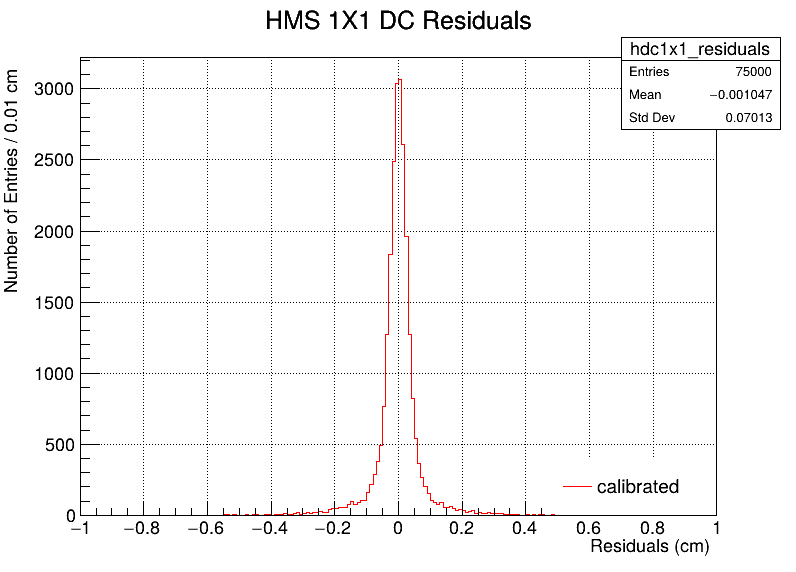 HMS 1X1 DC Residuals
hdc1x1_residuals
Entries 75000
Mean −0.001047
Std Dev 0.07013
Number of Entries / 0.01 cm
3000
2500
2000
1500
1000
500
0
−1 −0.8 −0.6 −0.4 −0.2 0 0.2 0.4 0.6 0.8 1
calibrated
Residuals (cm)